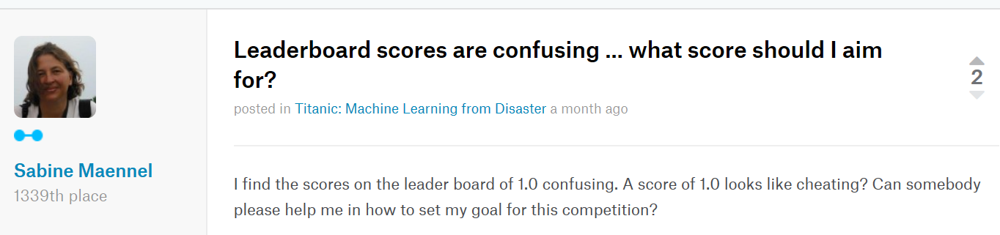 Leaderboard scores are confusing ... what score should I aim
for?
2
posted in Titanic: Machine Learning from Disaster a month ago
Sabine Maennel
1339th place
I find the scores on the leader board of 1.0 confusing. A score of 1.0 looks like cheating? Can somebody
please help me in how to set my goal for this competition?